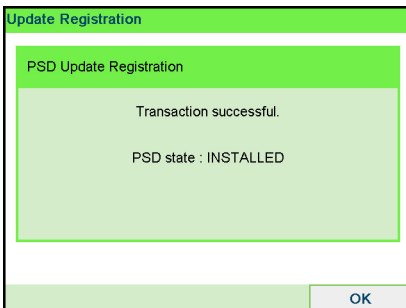 Update Registration
PSD Update Registration
Transaction successful.
PSD state : INSTALLED
OK